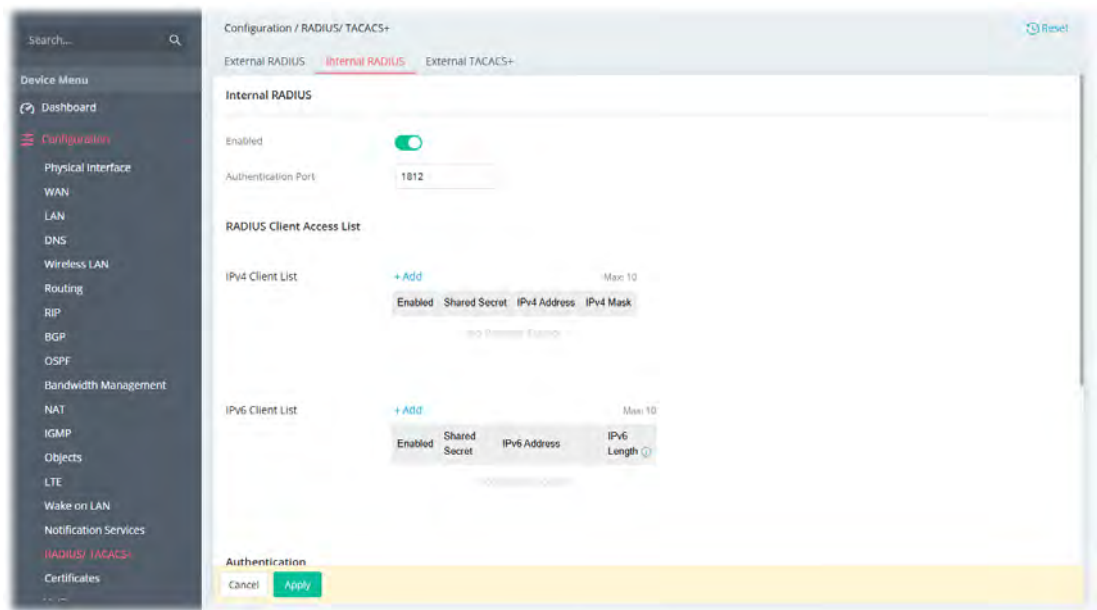 Search...
Configuration / RADIUS/ TACACS+
Reset
External RADIUS Internal RADIUS External TACACS+
Device Menu
Dashboard
Configuration
Physical Interface
WAN
LAN
DNS
Wireless LAN
Routing
RIP
BGP
OSPF
Bandwidth Management
NAT
IGMP
Objects
LTE
Wake on LAN
Notification Services
RADIUS/ TACACS+
Certificates
Internal RADIUS
Enabled
Authentication Port 1812
RADIUS Client Access List
IPv4 Client List + Add Max: 10
Enabled Shared Secret IPv4 Address IPv4 Mask
IPv6 Client List + Add Max: 10
Enabled Shared Secret IPv6 Address IPv6 Length
Authentication
Cancel Apply